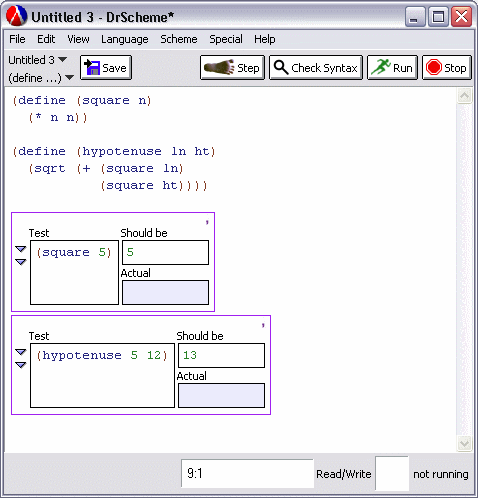 Untitled 3 - DrScheme*
File Edit View Language Scheme Special Help
Untitled 3
(define ...)
Save Step Check Syntax Run Stop
(define (square n)
(* n n))
(define (hypotenuse ln ht)
(sqrt (+ (square ln)
(square ht))))
Test Should be
(square 5) 5
Actual
Test Should be
(hypotenuse 5 12) 13
Actual
9:1 Read/Write not running